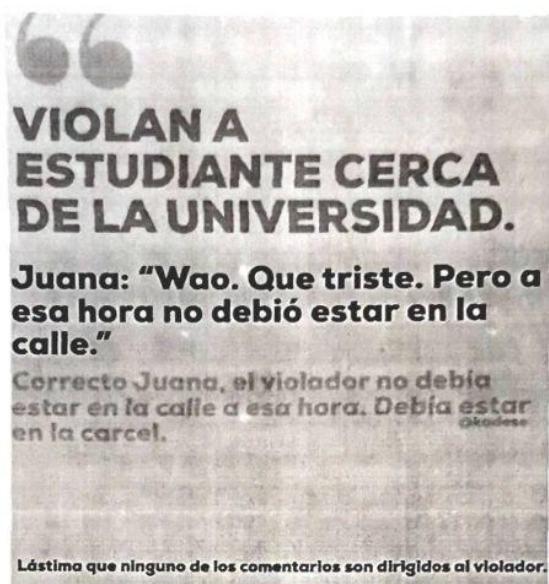 VIOLAN A
ESTUDIANTE CERCA
DE LA UNIVERSIDAD.
Juana: “Wao. Que triste. Pero a
esa hora no debió estar en la
calle.”
Correcto Juana, el violador no debía
estar en la calle a esa hora. Debía estar
@kadese
en la carcel.
Lástima que ninguno de los comentarios son dirigidos al violador.